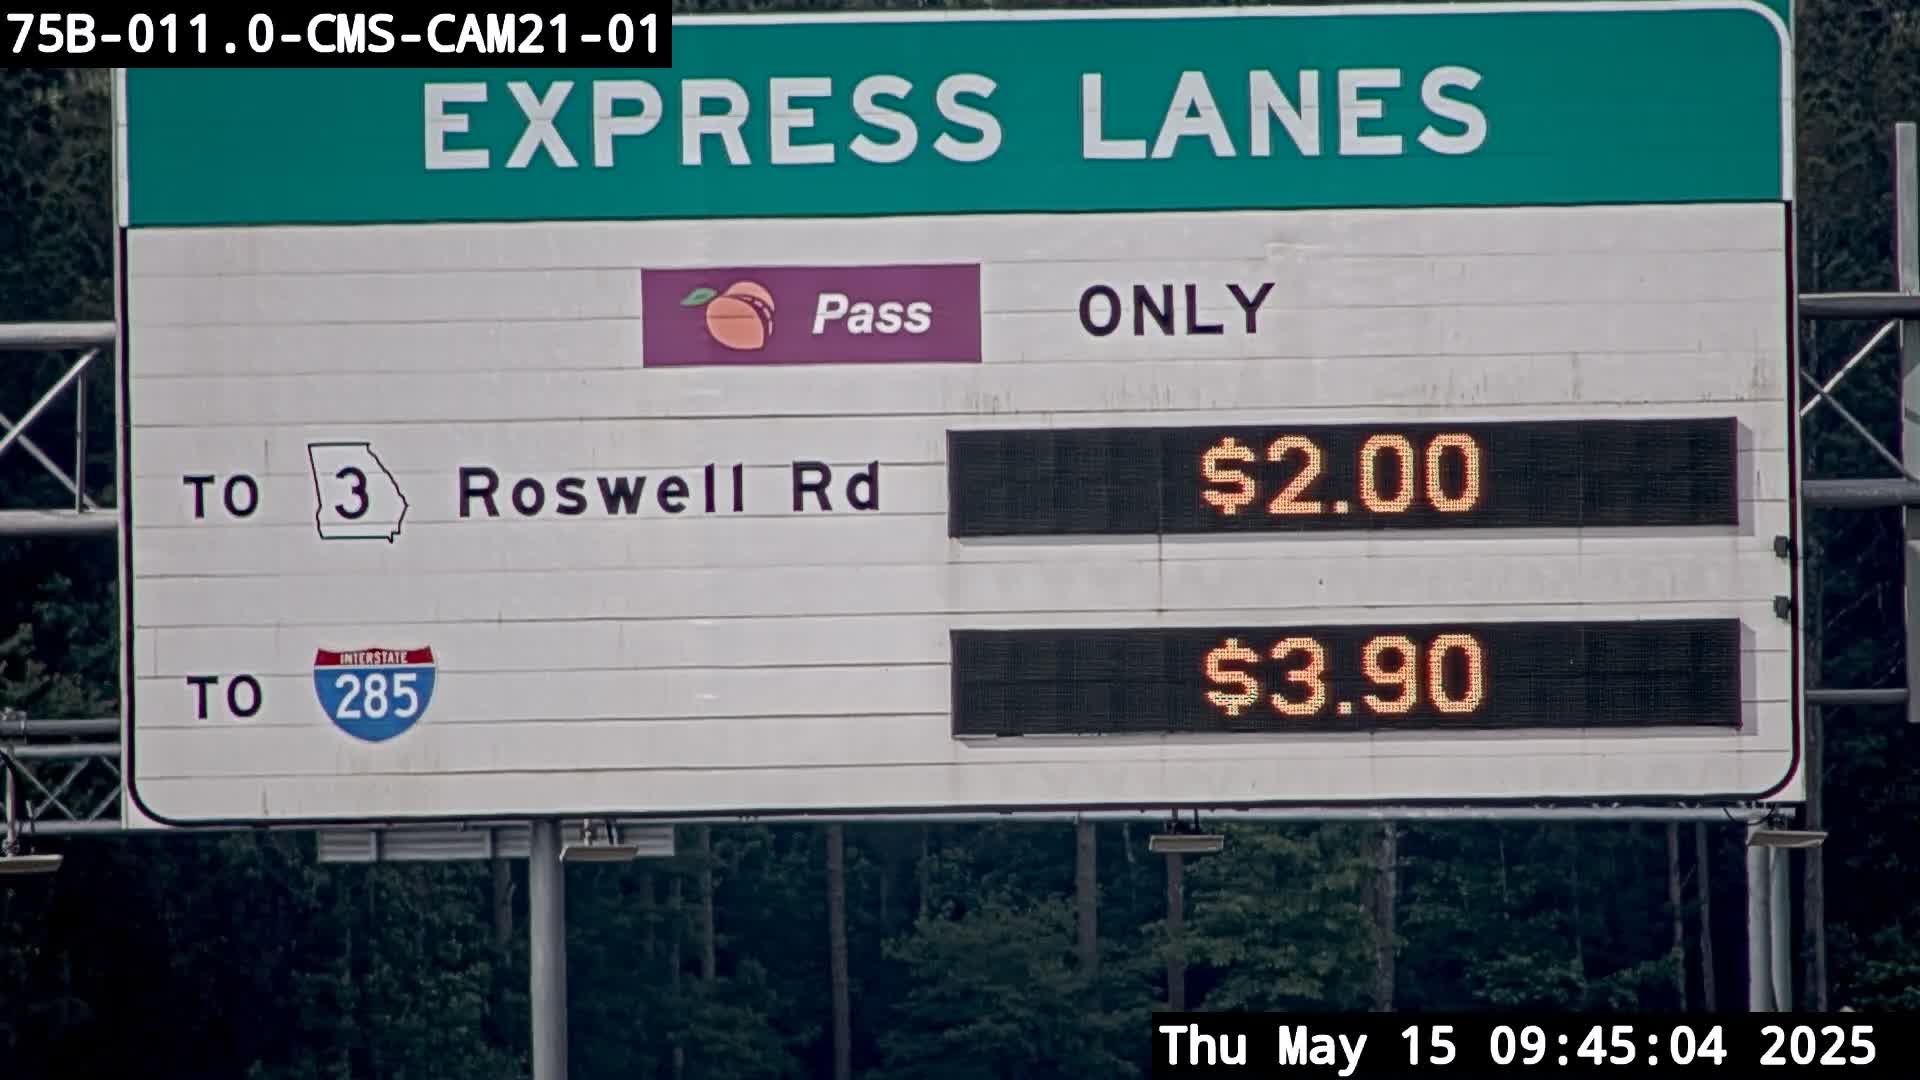 75B-011.0-CMS-CAM21-01
EXPRESS LANES
Pass ONLY
TO 3 Roswell Rd $2.00
TO INTERSTATE 285 $3.90
Thu May 15 09:45:04 2025